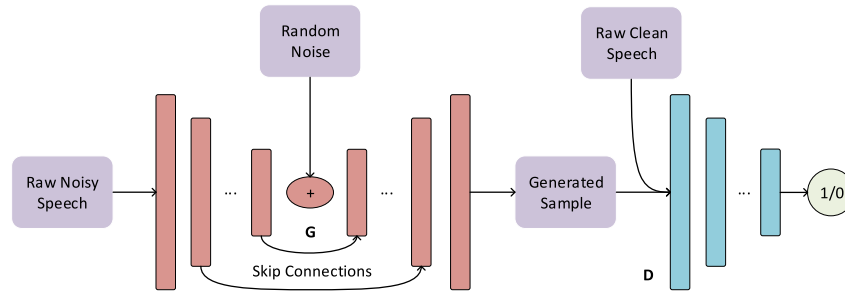 Random
Noise
Raw Clean
Speech
Raw Noisy
Speech
...
+
...
Generated
Sample
...
1/0
G
Skip Connections
D